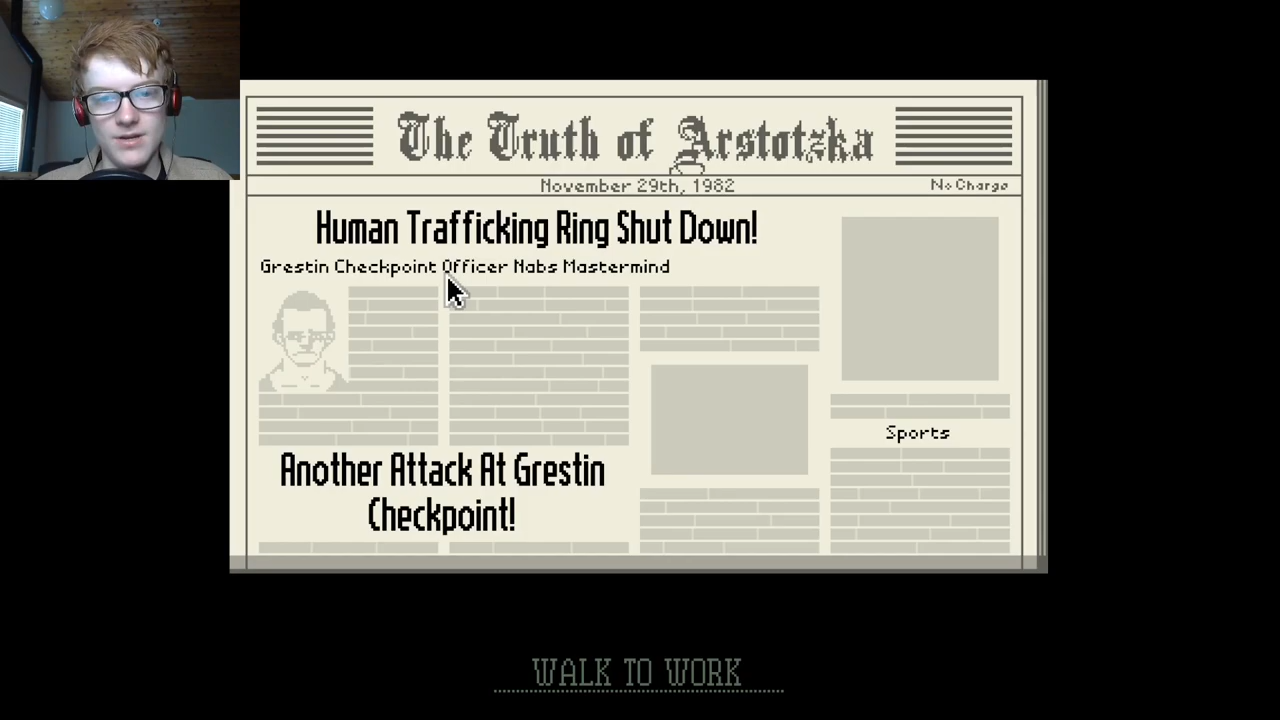 The Truth of Arstotzka
November 29th, 1982
No Charge
Human Trafficking Ring Shut Down!
Grestin Checkpoint Officer Nabs Mastermind
Sports
Another Attack At Grestin
Checkpoint!
WALK TO WORK